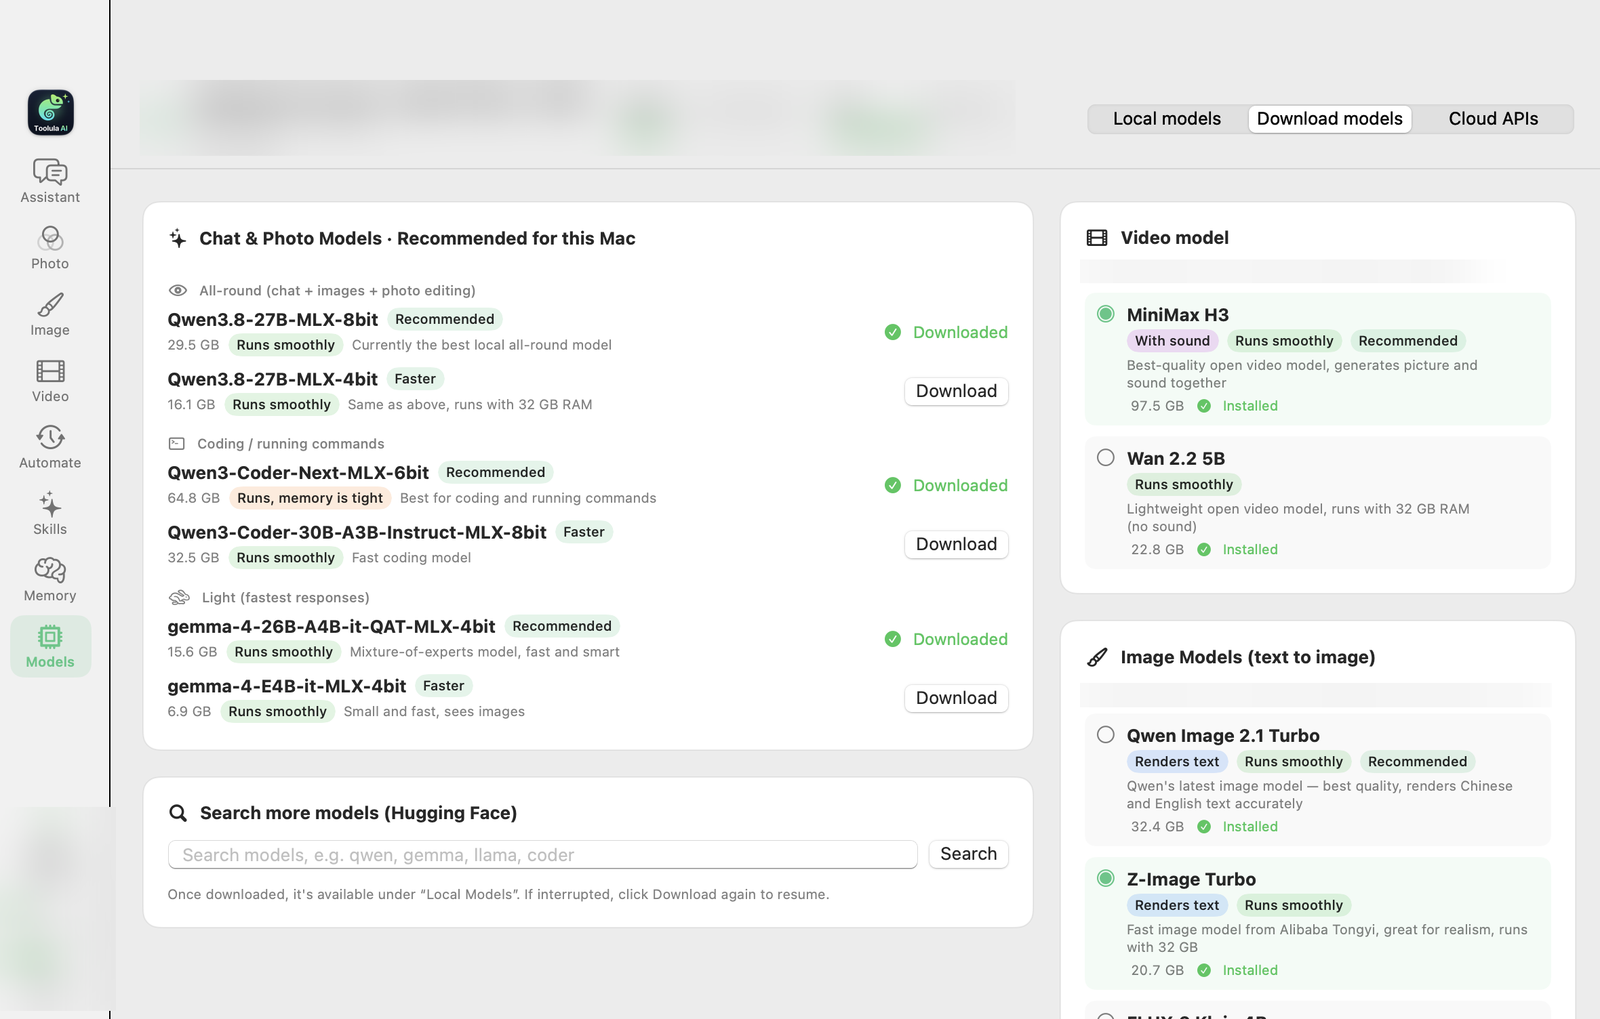 Toolula AI
Assistant
Photo
Image
Video
Automate
Skills
Memory
Models
Local models
Download models
Cloud APIs
Chat & Photo Models · Recommended for this Mac
All-round (chat + images + photo editing)
Qwen3.8-27B-MLX-8bit Recommended
29.5 GB Runs smoothly Currently the best local all-round model
Downloaded
Qwen3.8-27B-MLX-4bit Faster
16.1 GB Runs smoothly Same as above, runs with 32 GB RAM
Download
Coding / running commands
Qwen3-Coder-Next-MLX-6bit Recommended
64.8 GB Runs, memory is tight Best for coding and running commands
Downloaded
Qwen3-Coder-30B-A3B-Instruct-MLX-8bit Faster
32.5 GB Runs smoothly Fast coding model
Download
Light (fastest responses)
gemma-4-26B-A4B-it-QAT-MLX-4bit Recommended
15.6 GB Runs smoothly Mixture-of-experts model, fast and smart
Downloaded
gemma-4-E4B-it-MLX-4bit Faster
6.9 GB Runs smoothly Small and fast, sees images
Download
Search more models (Hugging Face)
Search models, e.g. qwen, gemma, llama, coder
Search
Once downloaded, it's available under “Local Models”. If interrupted, click Download again to resume.
Video model
MiniMax H3
With sound Runs smoothly Recommended
Best-quality open video model, generates picture and
sound together
97.5 GB Installed
Wan 2.2 5B
Runs smoothly
Lightweight open video model, runs with 32 GB RAM
(no sound)
22.8 GB Installed
Image Models (text to image)
Qwen Image 2.1 Turbo
Renders text Runs smoothly Recommended
Qwen's latest image model — best quality, renders Chinese
and English text accurately
32.4 GB Installed
Z-Image Turbo
Renders text Runs smoothly
Fast image model from Alibaba Tongyi, great for realism, runs
with 32 GB
20.7 GB Installed